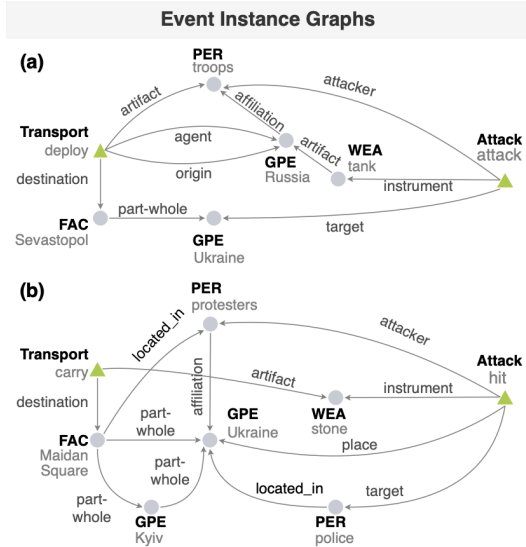 Event Instance Graphs
(a)
PER
troops
attacker
artifact
affiliation
Transport
deploy
agent
artifact
WEA
tank
Attack
attack
GPE
Russia
origin
destination
instrument
part-whole
FAC
Sevastopol
target
GPE
Ukraine
(b)
PER
protesters
located_in
attacker
Transport
carry
artifact
affiliation
Attack
hit
instrument
destination
part-
whole
GPE
Ukraine
WEA
stone
FAC
Maidan
Square
place
part-
whole
located_in
target
part-
whole
GPE
Kyiv
PER
police